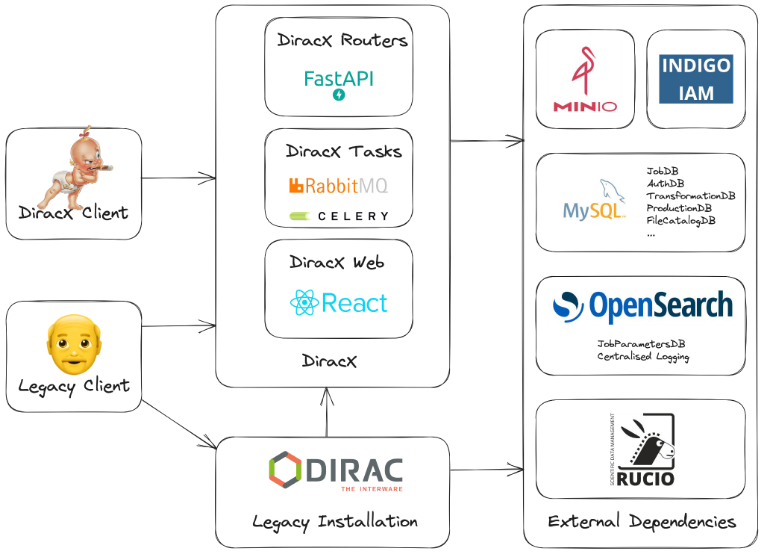 DiracX Client
Legacy Client
DiracX Routers
FastAPI
DiracX Tasks
RabbitMQ
CELERY
DiracX Web
React
DiracX
DIRAC
THE INTERWARE
Legacy Installation
MINIO
INDIGO
IAM
MySQL
JobDB
AuthDB
TransformationDB
ProductionDB
FileCatalogDB
...
OpenSearch
JobParametersDB
Centralised Logging
SCIENTIFIC DATA MANAGEMENT
RUCIO
External Dependencies